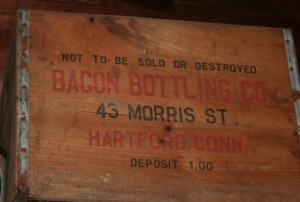 NOT TO BE SOLD OR DESTROYED
BACON BOTTLING CO.
43 MORRIS ST.
HARTFORD, CONN.
DEPOSIT 1.00